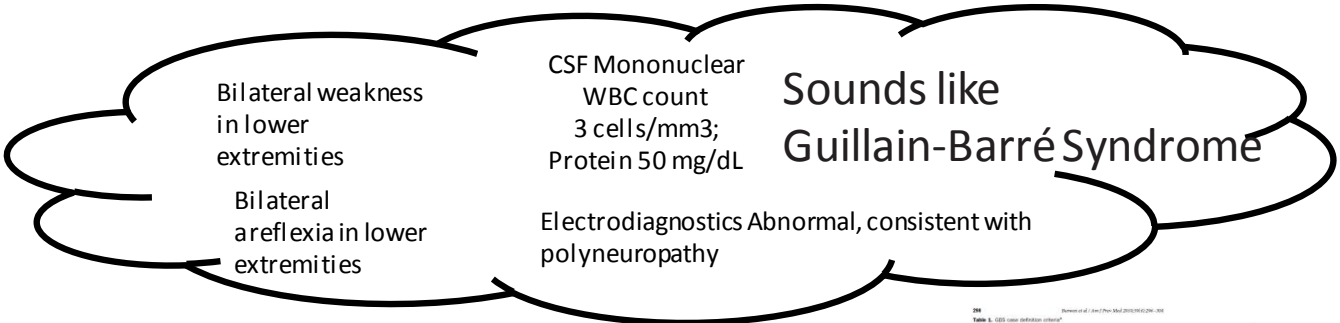 Bilateral weakness
in lower
extremities
Bilateral
areflexia in lower
extremities
CSF Mononuclear
WBC count
3 cells/mm3;
Protein 50 mg/dL
Sounds like
Guillain-Barré Syndrome
Electrodiagnostics Abnormal, consistent with
polyneuropathy
298
Table 1. GBS case definition criteria